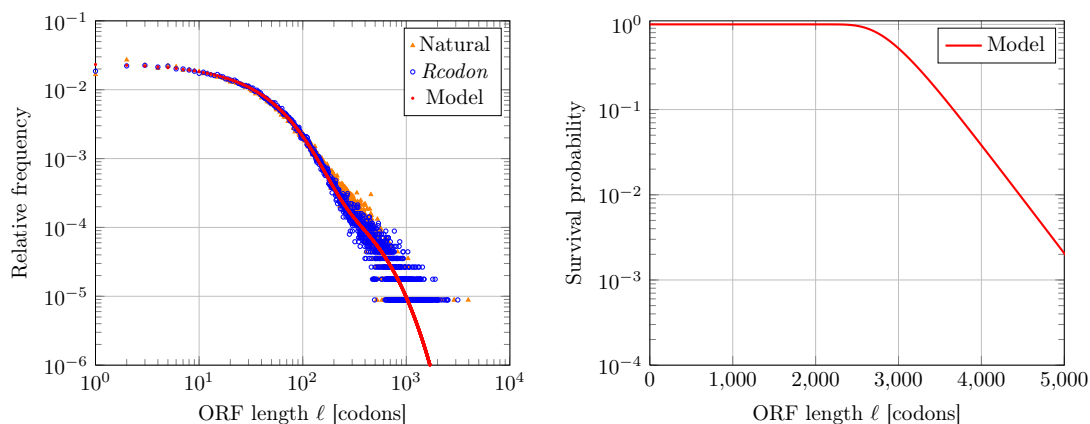 10^{-1}
10^{-2}
10^{-3}
10^{-4}
10^{-5}
10^{-6}
Relative frequency
Natural
Rcodon
Model
10^0
10^1
10^2
10^3
10^4
ORF length ℓ [codons]
10^0
10^{-1}
10^{-2}
10^{-3}
10^{-4}
Survival probability
Model
0
1,000
2,000
3,000
4,000
5,000
ORF length ℓ [codons]